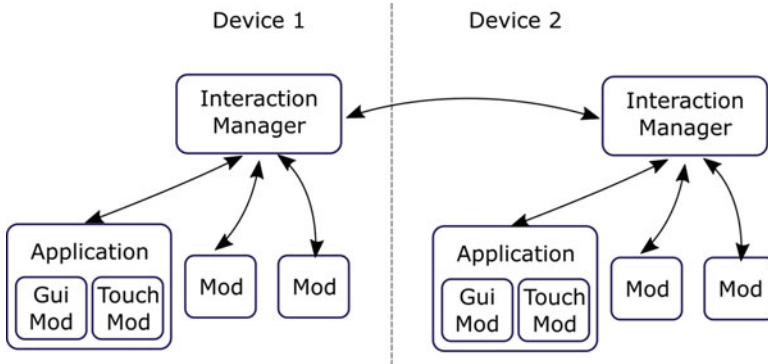 Device 1
Device 2
Interaction
Manager
Interaction
Manager
Application
Gui
Mod
Touch
Mod
Mod
Mod
Application
Gui
Mod
Touch
Mod
Mod
Mod